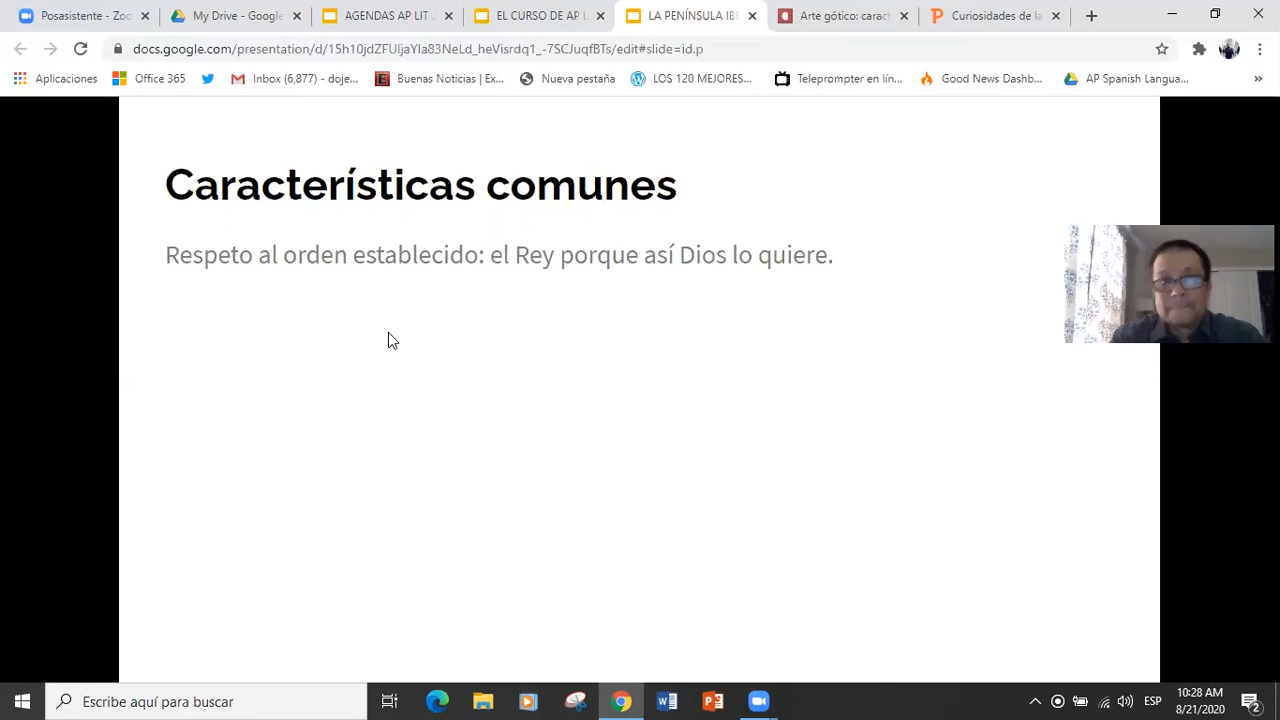 Posasistente - Zoo
My Drive - Google
AGENDAS AP LIT
EL CURSO DE AP L
LA PENÍNSULA IBE
Arte gótico: caract
Curiosidades de la
docs.google.com/presentation/d/15h10jdZFUljaYla83NeLd_heVisrdq1_-7SCJuqfBTs/edit#slide=id.p
Aplicaciones
Office 365
Inbox (6,877) - doje...
Buenas Noticias | Ex...
Nueva pestaña
LOS 120 MEJORES...
Teleprompter en lín...
Good News Dashb...
AP Spanish Langua...
Características comunes
Respeto al orden establecido: el Rey porque así Dios lo quiere.
Escribe aquí para buscar
ESP
10:28 AM
8/21/2020
2